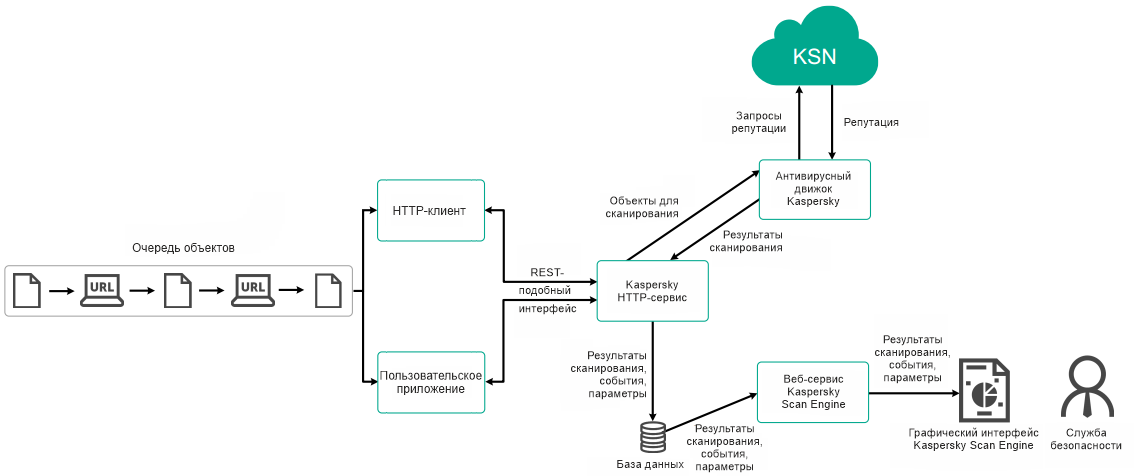 KSN
Запросы
репутации
Репутация
Антивирусный
движок
Kaspersky
Объекты для
сканирования
Результаты
сканирования
HTTP-клиент
Очередь объектов
URL
URL
REST-
подобный
интерфейс
Kaspersky
HTTP-сервис
Пользовательское
приложение
Результаты
сканирования,
события,
параметры
База данных
Результаты
сканирования,
события,
параметры
Веб-сервис
Kaspersky
Scan Engine
Результаты
сканирования,
события,
параметры
Графический интерфейс
Kaspersky Scan Engine
Служба
безопасности